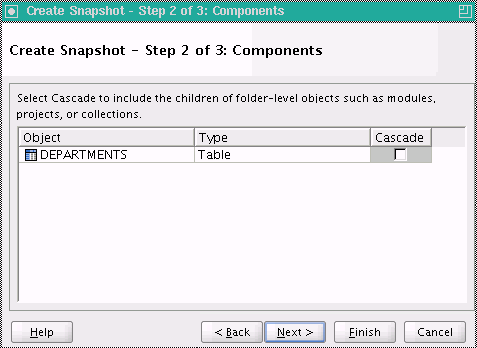 Create Snapshot - Step 2 of 3: Components
Create Snapshot - Step 2 of 3: Components
Select Cascade to include the children of folder-level objects such as modules,
projects, or collections.
Object Type Cascade
DEPARTMENTS Table
Help < Back Next > Finish Cancel